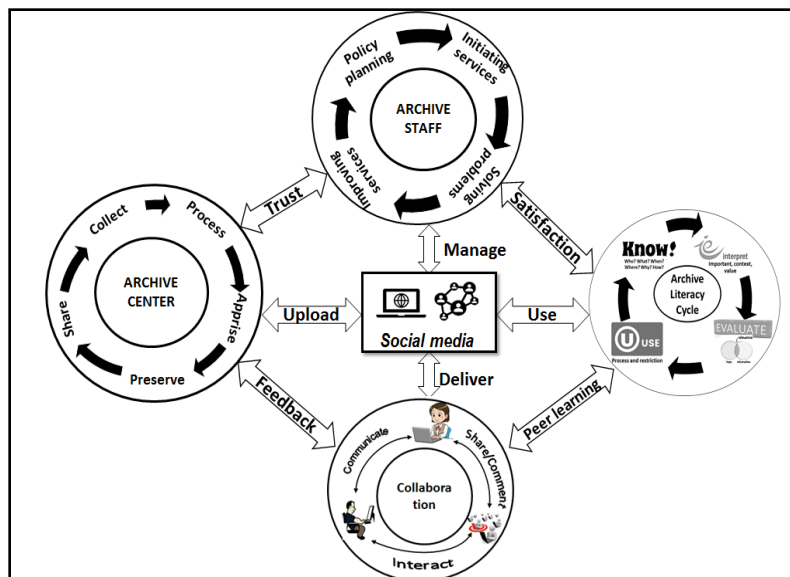 Policy
planning
Initiating
services
Solving
problems
Improving
services
ARCHIVE
STAFF
Trust
Satisfaction
Manage
Collect
Process
Apprise
Preserve
Share
ARCHIVE
CENTER
Upload
Social media
Use
Know!
Who? What? When?
Where? Why? How?
ie interpret
Important, context,
value
EVALUATE
U USE
Process and restriction
Archive
Literacy
Cycle
Deliver
Feedback
Peer learning
Communicate
Share/Comment
Interact
Collabora
tion